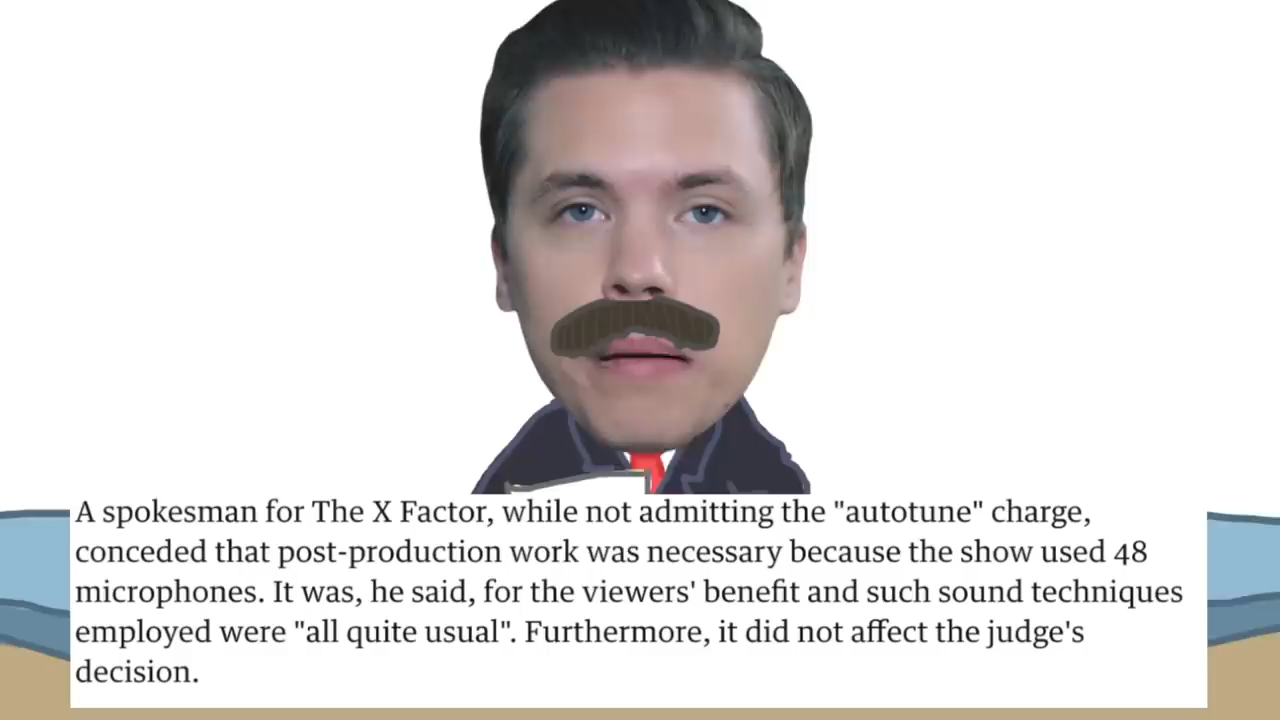 A spokesman for The X Factor, while not admitting the "autotune" charge,
conceded that post-production work was necessary because the show used 48
microphones. It was, he said, for the viewers' benefit and such sound techniques
employed were "all quite usual". Furthermore, it did not affect the judge's
decision.